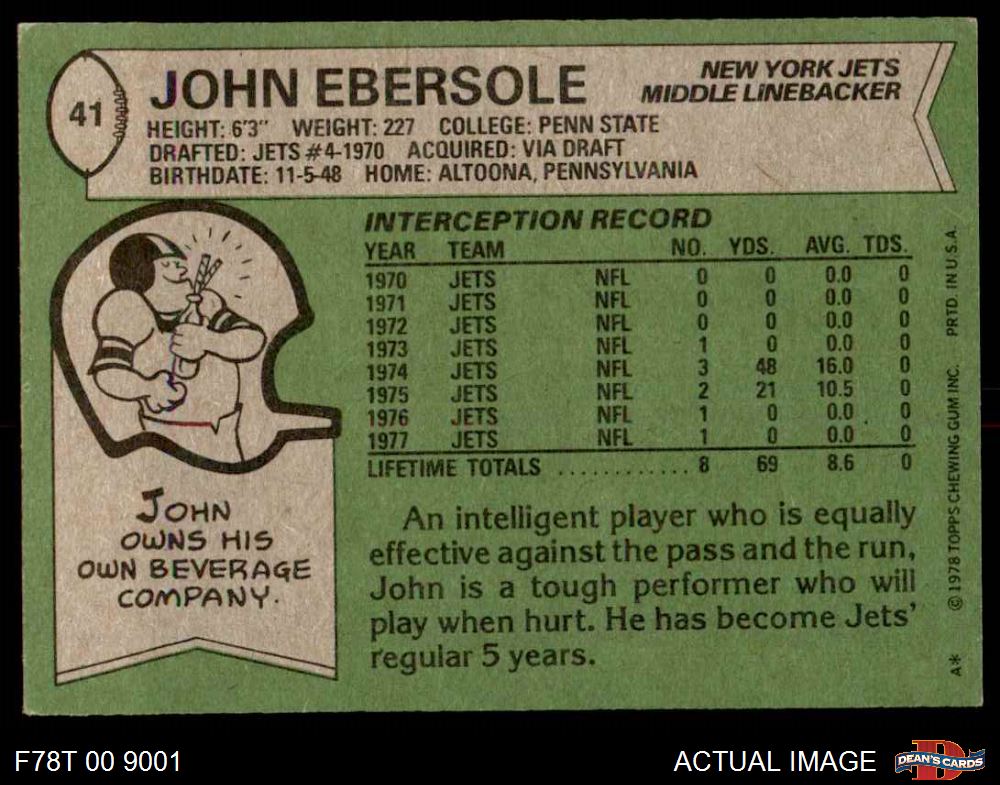 41
JOHN EBERSOLE
NEW YORK JETS
MIDDLE LINEBACKER
HEIGHT: 6'3" WEIGHT: 227 COLLEGE: PENN STATE
DRAFTED: JETS #4-1970 ACQUIRED: VIA DRAFT
BIRTHDATE: 11-5-48 HOME: ALTOONA, PENNSYLVANIA
INTERCEPTION RECORD
YEAR TEAM NO. YDS. AVG. TDS.
1970 JETS NFL 0 0 0.0 0
1971 JETS NFL 0 0 0.0 0
1972 JETS NFL 0 0 0.0 0
1973 JETS NFL 1 0 0.0 0
1974 JETS NFL 3 48 16.0 0
1975 JETS NFL 2 21 10.5 0
1976 JETS NFL 1 0 0.0 0
1977 JETS NFL 1 0 0.0 0
LIFETIME TOTALS ............ 8 69 8.6 0
JOHN
OWNS HIS
OWN BEVERAGE
COMPANY.
An intelligent player who is equally
effective against the pass and the run,
John is a tough performer who will
play when hurt. He has become Jets'
regular 5 years.
A* © 1978 TOPPS CHEWING GUM INC. PRTD. IN U.S.A.
F78T 00 9001
ACTUAL IMAGE
DEAN'S CARDS